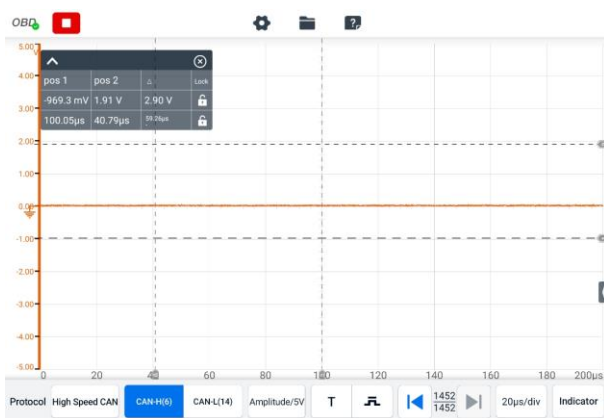 OBD
5.00
V
4.00
3.00
2.00
1.00
0.00
-1.00
-2.00
-3.00
-4.00
-5.00
pos 1 pos 2 △ Lock
-969.3 mV 1.91 V 2.90 V
100.05μs 40.79μs 59.26μs
0 20 40 60 80 100 120 140 160 180 200μs
Protocol High Speed CAN CAN-H(6) CAN-L(14) Amplitude/5V T 1452 1452 20μs/div Indicator